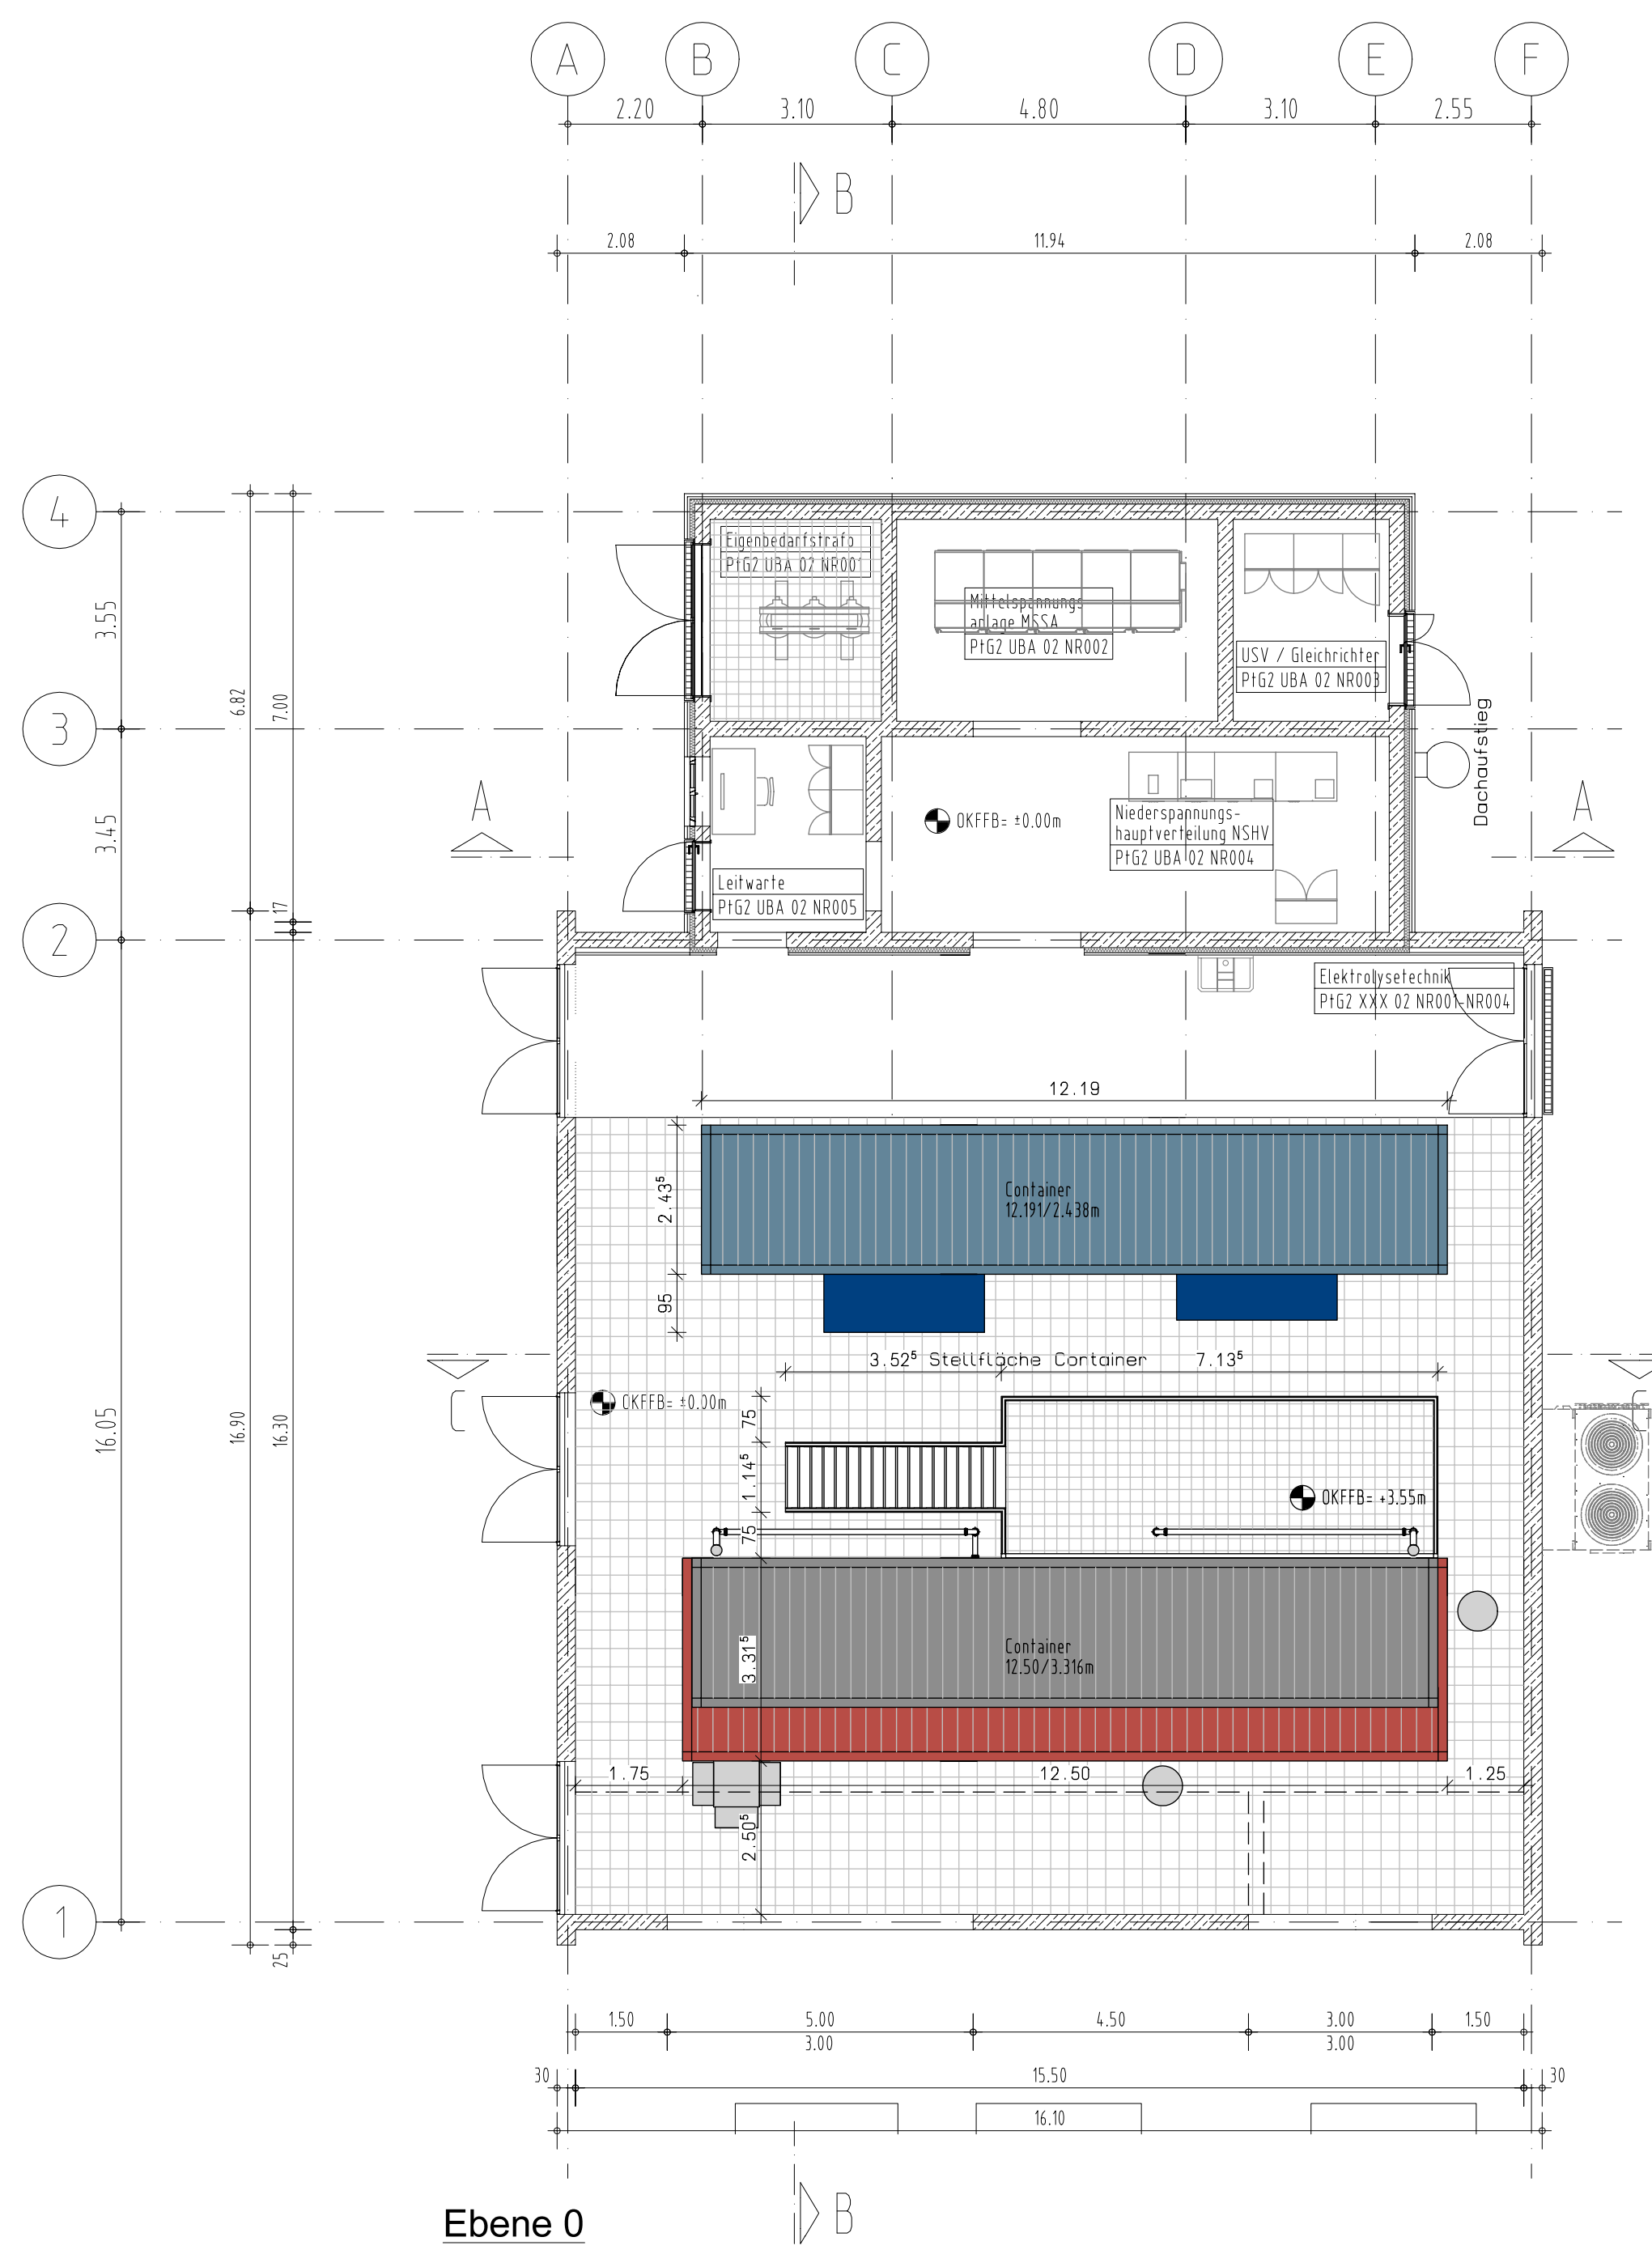 A B C D E F
2.20 3.10 4.80 3.10 2.55
B
2.08 11.94 2.08
4
Eigenbedarfstrafo
PtG2 UBA 02 NR001
Mittelspannungs
anlage MSSA
PtG2 UBA 02 NR002
USV / Gleichrichter
PtG2 UBA 02 NR003
3.55
6.82
7.00
3
Dachaufstieg
A
A
3.45
OKFFB= ±0.00m
Niederspannungs-
hauptverteilung NSHV
PtG2 UBA 02 NR004
Leitwarte
PtG2 UBA 02 NR005
17
2
Elektrolysetechnik
PtG2 XXX 02 NR001-NR004
12.19
Container
12.191/2.438m
2.43⁵
95
3.52⁵ Stellfläche Container 7.13⁵
C
C
OKFFB= ±0.00m
75
1.14⁵
75
OKFFB= +3.55m
16.05
16.90
16.30
Container
12.50/3.316m
3.31⁵
1.75 12.50 1.25
2.50⁵
1
25
1.50 5.00 4.50 3.00 1.50
3.00 3.00
30 15.50 30
16.10
B
Ebene 0